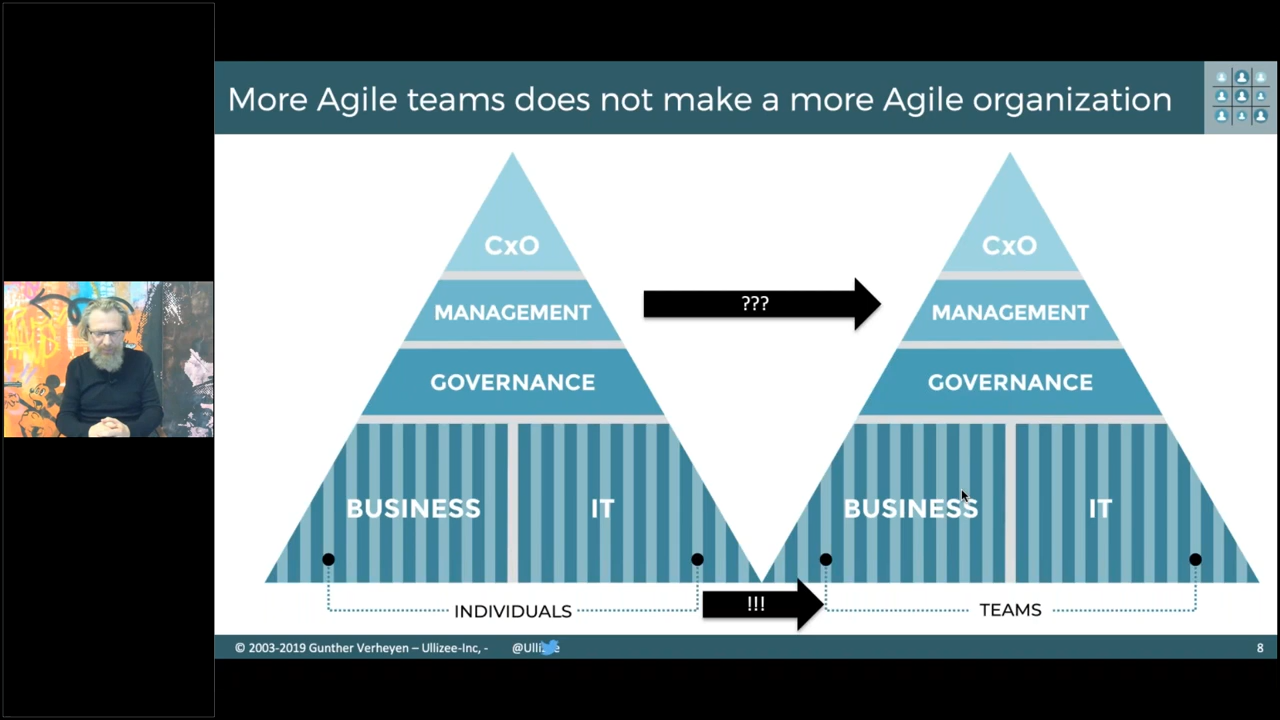 More Agile teams does not make a more Agile organization
CxO
MANAGEMENT
GOVERNANCE
BUSINESS
IT
INDIVIDUALS
???
!!!
CxO
MANAGEMENT
GOVERNANCE
BUSINESS
IT
TEAMS
© 2003-2019 Gunther Verheyen – Ullizee-Inc, -
8